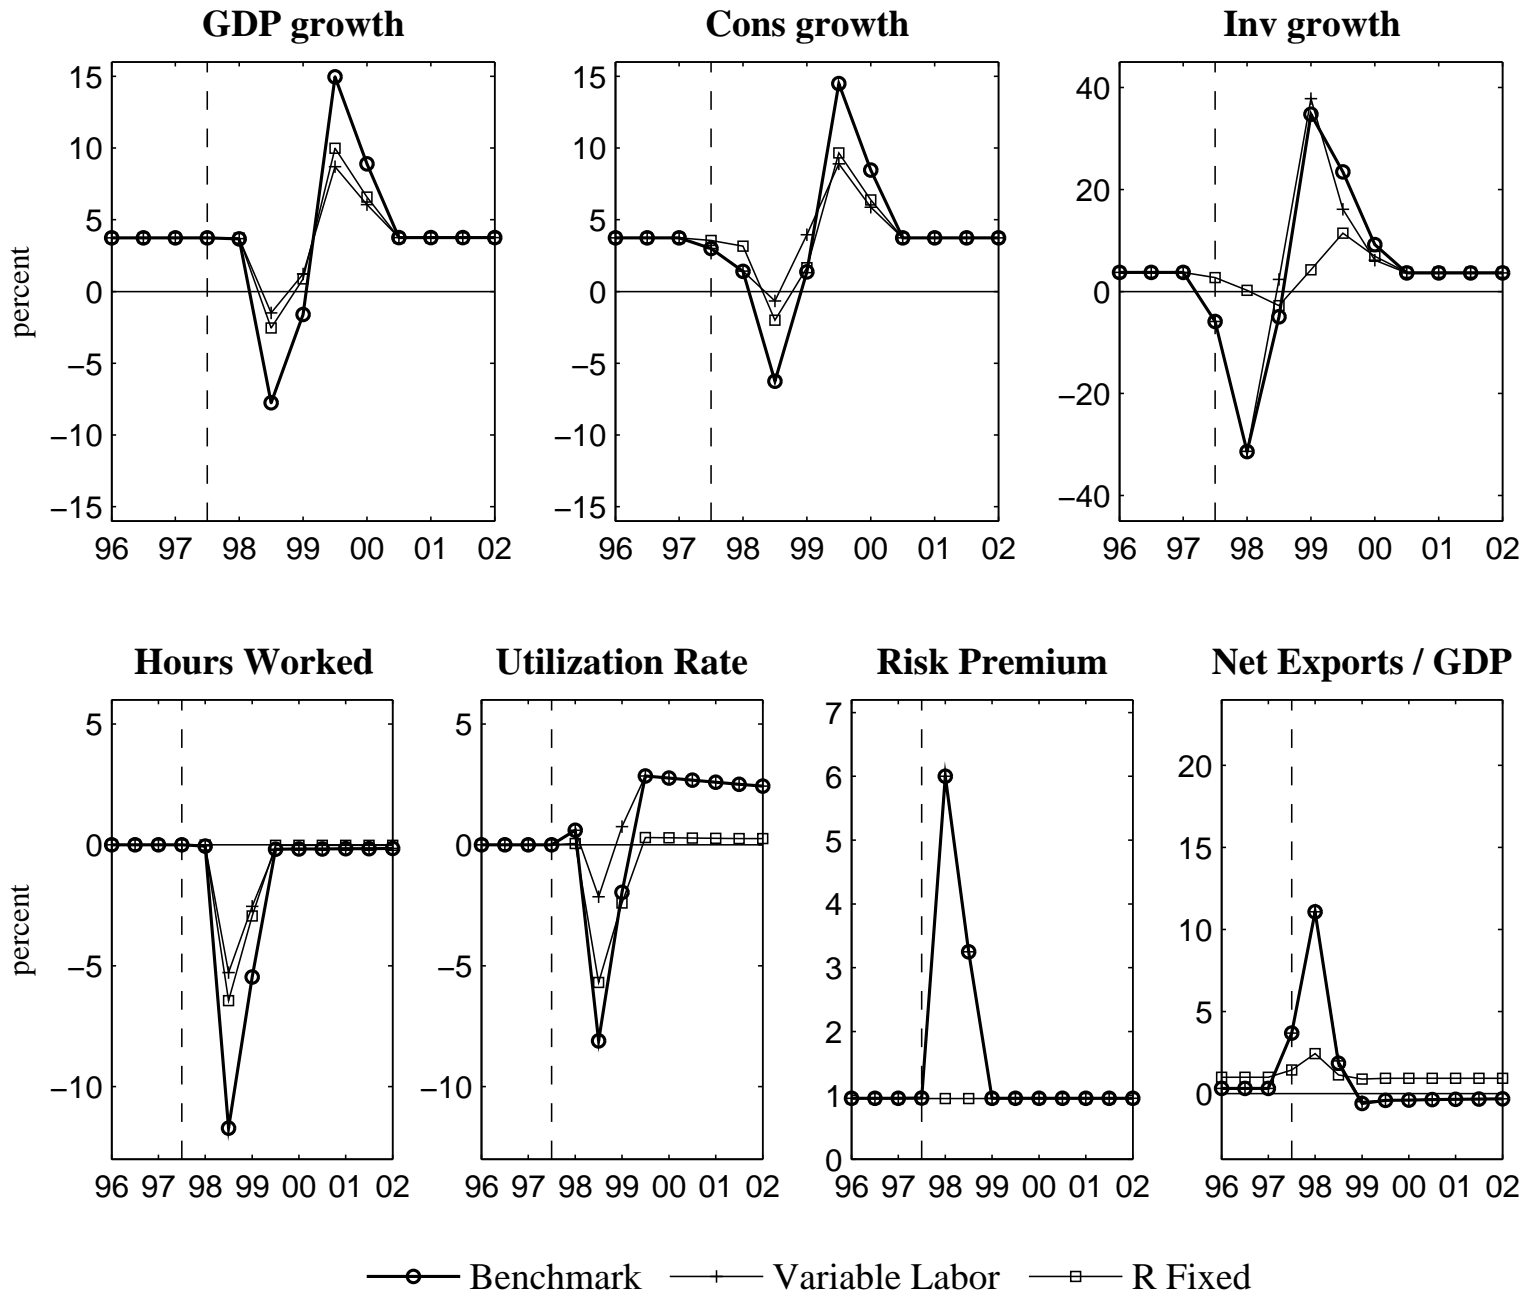 GDP growth Cons growth Inv growth
15 15 40
10 10
5 5 20
0 0 0
−5 −5
−10 −10 −20
−15 −15 −40
percent
96 97 98 99 00 01 02 96 97 98 99 00 01 02 96 97 98 99 00 01 02
Hours Worked Utilization Rate Risk Premium Net Exports / GDP
5 5 7
6 20
0 0 5 15
4
−5 −5 3 10
2 5
−10 −10 1 0
0
percent
96 97 98 99 00 01 02 96 97 98 99 00 01 02 96 97 98 99 00 01 02 96 97 98 99 00 01 02
Benchmark Variable Labor R Fixed